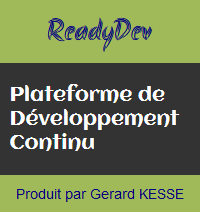 ReadyDev
Plateforme de
Développement
Continu
Produit par Gerard KESSE